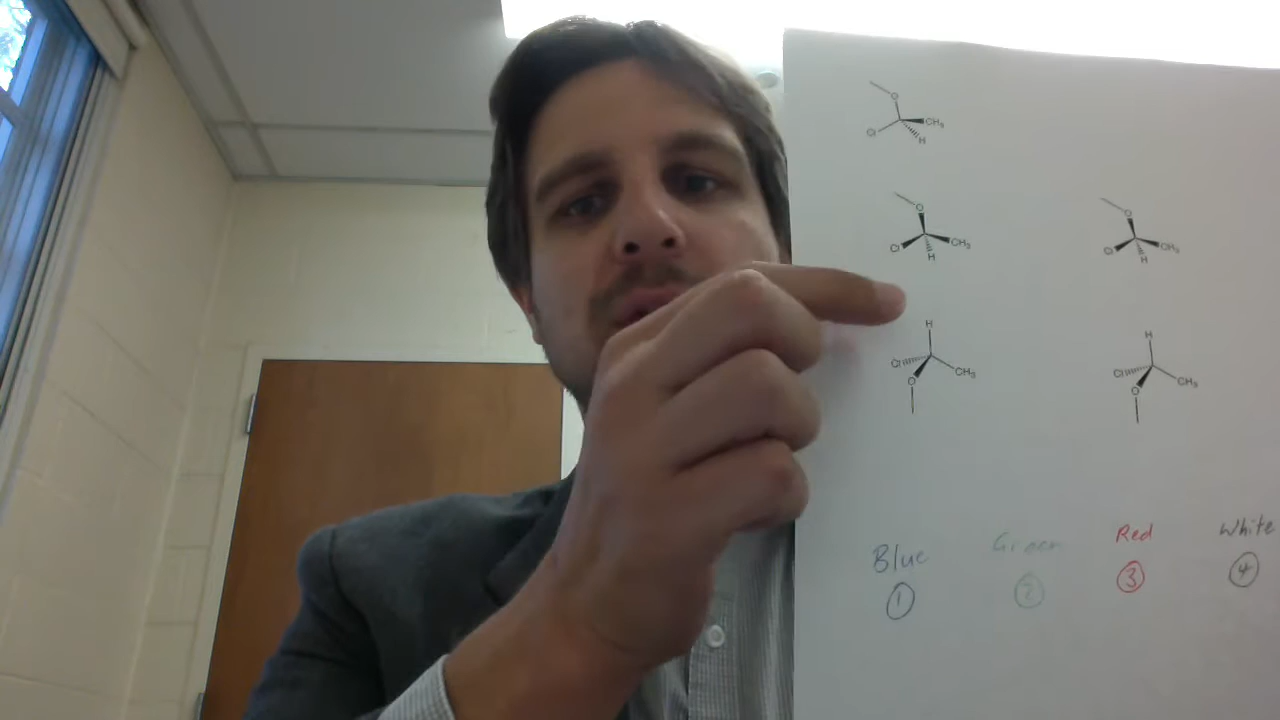 O
Cl CH₃
H
O O
Cl CH₃ Cl CH₃
H H
H H
Cl CH₃ Cl CH₃
O O
Blue Green Red White
① ② ③ ④